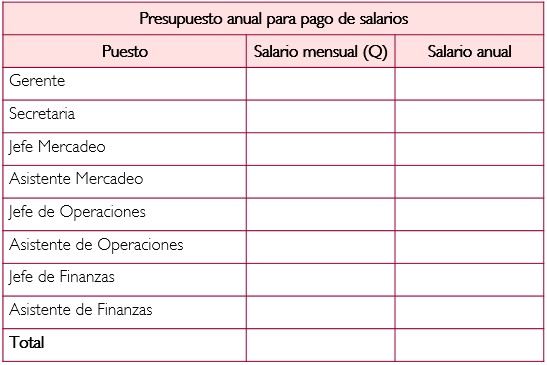 Presupuesto anual para pago de salarios
Puesto Salario mensual (Q) Salario anual
Gerente
Secretaria
Jefe Mercadeo
Asistente Mercadeo
Jefe de Operaciones
Asistente de Operaciones
Jefe de Finanzas
Asistente de Finanzas
Total